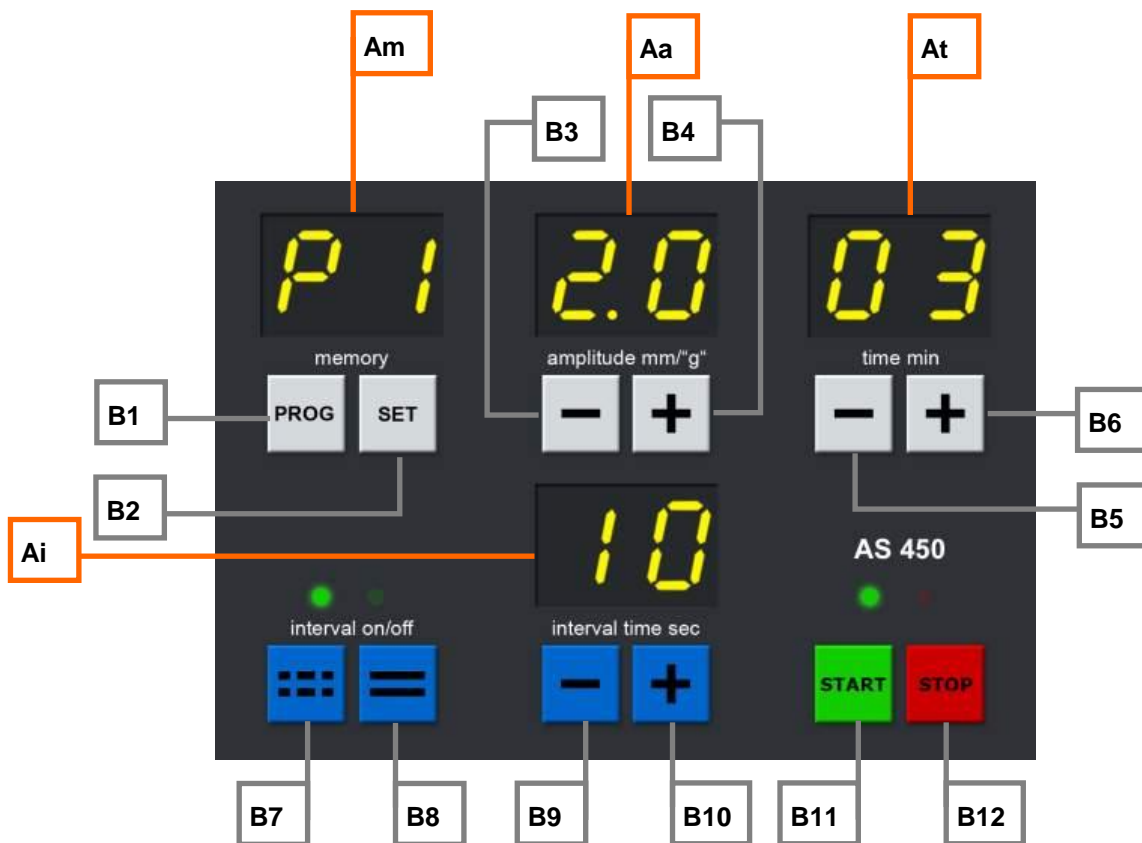 Am Aa At
B3 B4
P1 2.0 03
memory amplitude mm/"g" time min
B1 PROG SET − + − + B6
B2 B5
Ai 10 AS 450
interval on/off interval time sec
− + START STOP
B7 B8 B9 B10 B11 B12